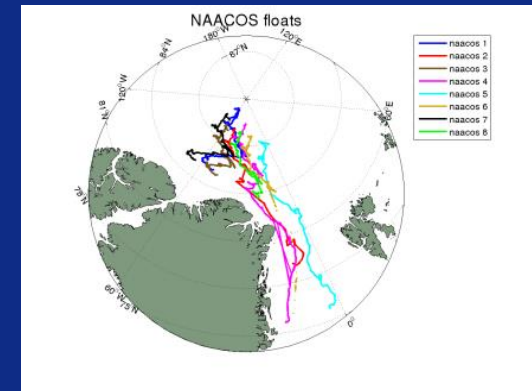 NAACOS floats
180°W
120°E
84°N
87°N
120°W
60°E
81°N
78°N
60°W
75°N
0°
naacos 1
naacos 2
naacos 3
naacos 4
naacos 5
naacos 6
naacos 7
naacos 8